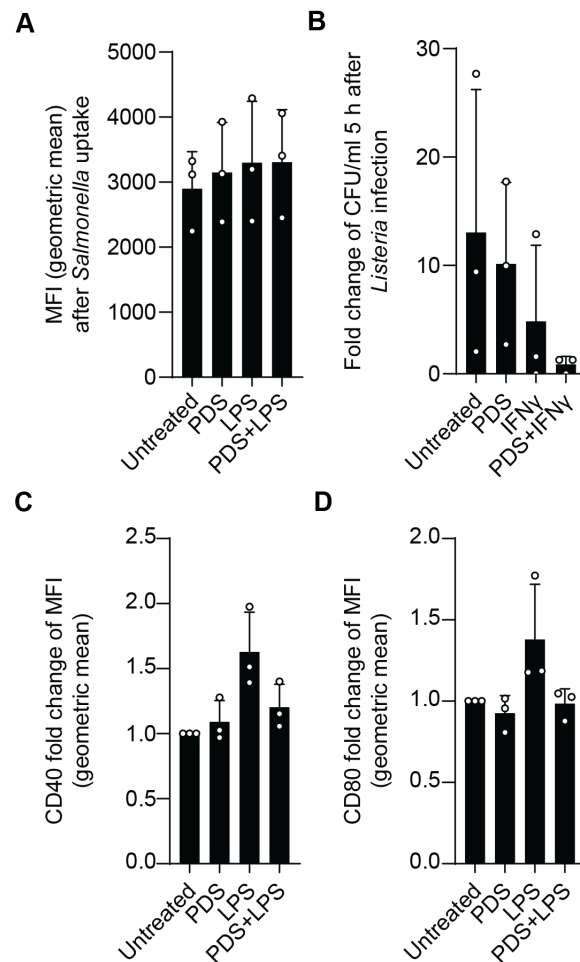 A
MFI (geometric mean)
after Salmonella uptake
5000
4000
3000
2000
1000
0
Untreated
PDS
LPS
PDS+LPS
B
Fold change of CFU/ml 5 h after
Listeria infection
30
20
10
0
Untreated
PDS
IFNγ
PDS+IFNγ
C
CD40 fold change of MFI
(geometric mean)
2.5
2.0
1.5
1.0
0.5
0.0
Untreated
PDS
LPS
PDS+LPS
D
CD80 fold change of MFI
(geometric mean)
2.0
1.5
1.0
0.5
0.0
Untreated
PDS
LPS
PDS+LPS